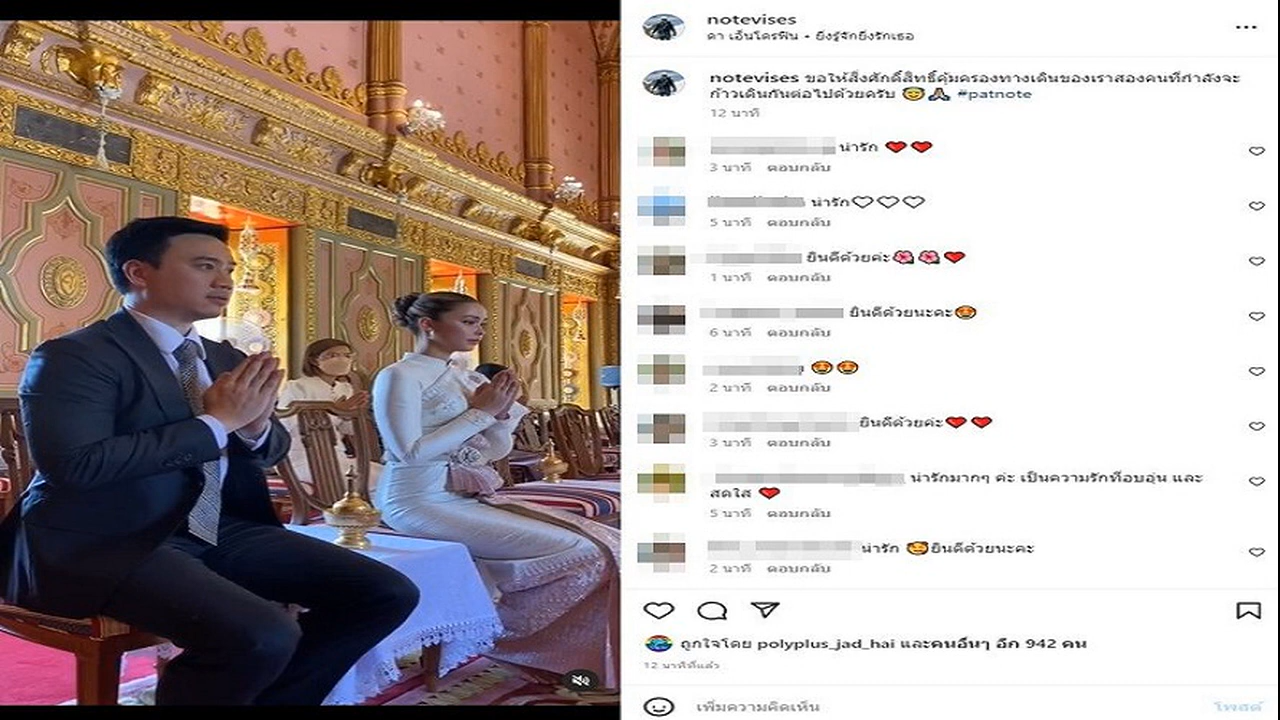 notevises
ดา เอ็นโดรฟิน • ยิ่งรู้จักยิ่งรักเธอ
notevises ขอให้สิ่งศักดิ์สิทธิ์คุ้มครองทางเดินของเราสองคนที่กำลังจะ
ก้าวเดินกันต่อไปด้วยครับ 😇🙏 #patnote
12 นาที
น่ารัก ❤️❤️
3 นาที ตอบกลับ
น่ารัก🤍🤍🤍
5 นาที ตอบกลับ
ยินดีด้วยค่ะ🌸🌸❤️
1 นาที ตอบกลับ
ยินดีด้วยนะคะ🥰
6 นาที ตอบกลับ
🤩🤩
2 นาที ตอบกลับ
ยินดีด้วยค่ะ❤️❤️
3 นาที ตอบกลับ
น่ารักมากๆ ค่ะ เป็นความรักที่อบอุ่น และ
สดใส ❤️
5 นาที ตอบกลับ
น่ารัก 🥰ยินดีด้วยนะคะ
2 นาที ตอบกลับ
ถูกใจโดย polyplus_jad_hai และคนอื่นๆ อีก 942 คน
12 นาทีที่แล้ว
เพิ่มความคิดเห็น
โพสต์